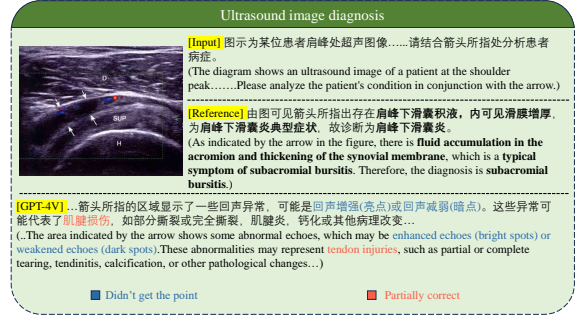 Ultrasound image diagnosis
[Input] 图示为某位患者肩峰处超声图像……请结合箭头所指处分析患者
病症。
(The diagram shows an ultrasound image of a patient at the shoulder
peak…….Please analyze the patient's condition in conjunction with the arrow.)
[Reference] 由图可见箭头所指出存在肩峰下滑囊积液，内可见滑膜增厚，
为肩峰下滑囊炎典型症状，故诊断为肩峰下滑囊炎。
(As indicated by the arrow in the figure, there is fluid accumulation in the
acromion and thickening of the synovial membrane, which is a typical
symptom of subacromial bursitis. Therefore, the diagnosis is subacromial
bursitis.)
D
SUP
H
[GPT-4V] …箭头所指的区域显示了一些回声异常，可能是回声增强(亮点)或回声减弱(暗点)。这些异常可
能代表了肌腱损伤，如部分撕裂或完全撕裂，肌腱炎，钙化或其他病理改变…
(..The area indicated by the arrow shows some abnormal echoes, which may be enhanced echoes (bright spots) or
weakened echoes (dark spots).These abnormalities may represent tendon injuries, such as partial or complete
tearing, tendinitis, calcification, or other pathological changes…)
Didn't get the point
Partially correct